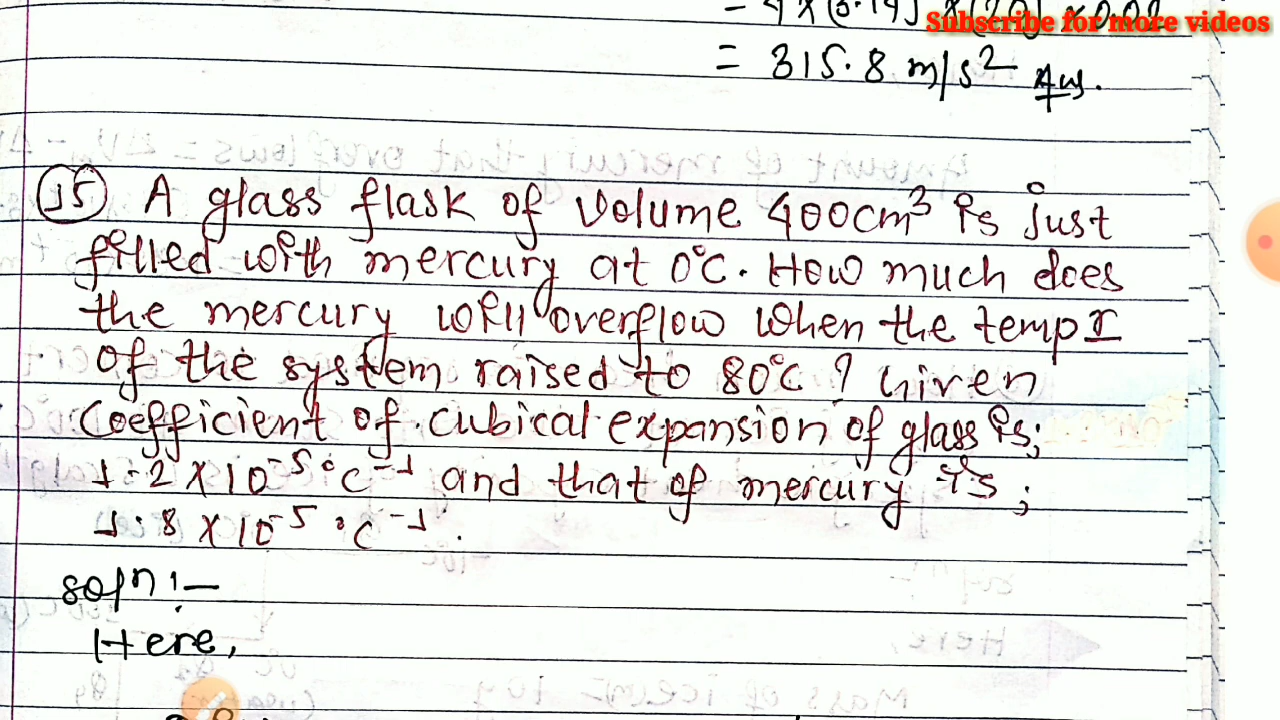 Subscribe for more videos
= 315.8 m/s² Ans.
(15) A glass flask of volume 400cm³ is just
filled with mercury at 0°C. How much does
the mercury will overflow when the tempr
of the system raised to 80°C ? Given
Coefficient of cubical expansion of glass is;
1.2 X 10⁻⁵ °C⁻¹ and that of mercury is ;
1.8 X 10⁻⁵ °C⁻¹.
Solⁿ :-
Here,